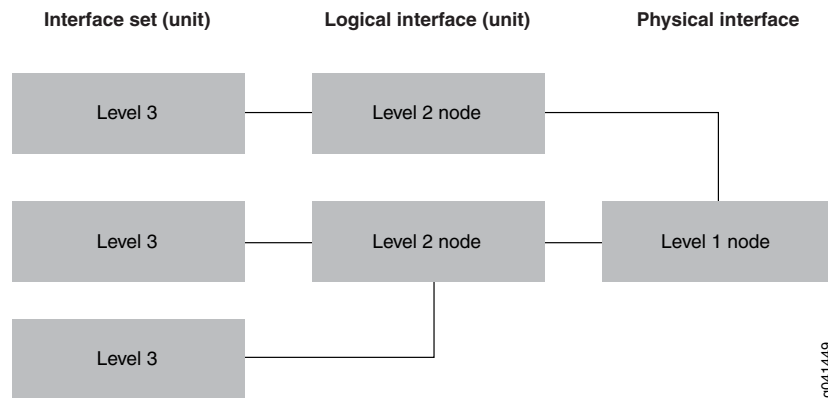 Interface set (unit)
Logical interface (unit)
Physical interface
Level 3
Level 2 node
Level 3
Level 2 node
Level 1 node
Level 3
g041449